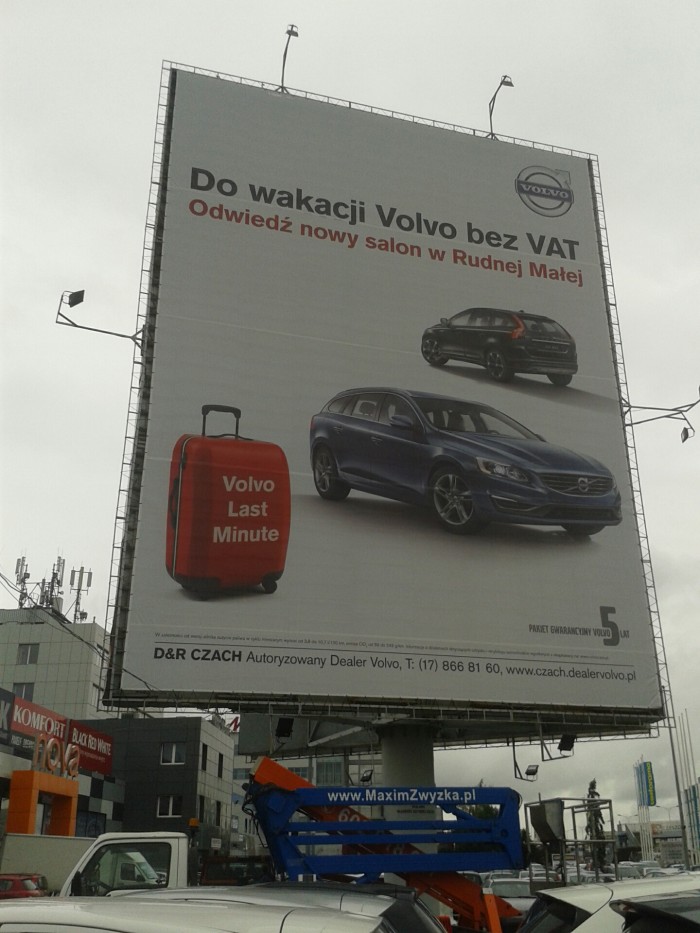 VOLVO
Do wakacji Volvo bez VAT
Odwiedź nowy salon w Rudnej Małej
Volvo
Last
Minute
PAKIET GWARANCYJNY VOLVO 5 LAT
D&R CZACH Autoryzowany Dealer Volvo, T: (17) 866 81 60, www.czach.dealervolvo.pl
KOMFORT
BLACK RED WHITE
nova
www.MaximZwyzka.pl